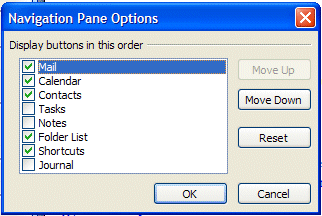 Navigation Pane Options
Display buttons in this order
Mail
Calendar
Contacts
Tasks
Notes
Folder List
Shortcuts
Journal
Move Up
Move Down
Reset
OK
Cancel